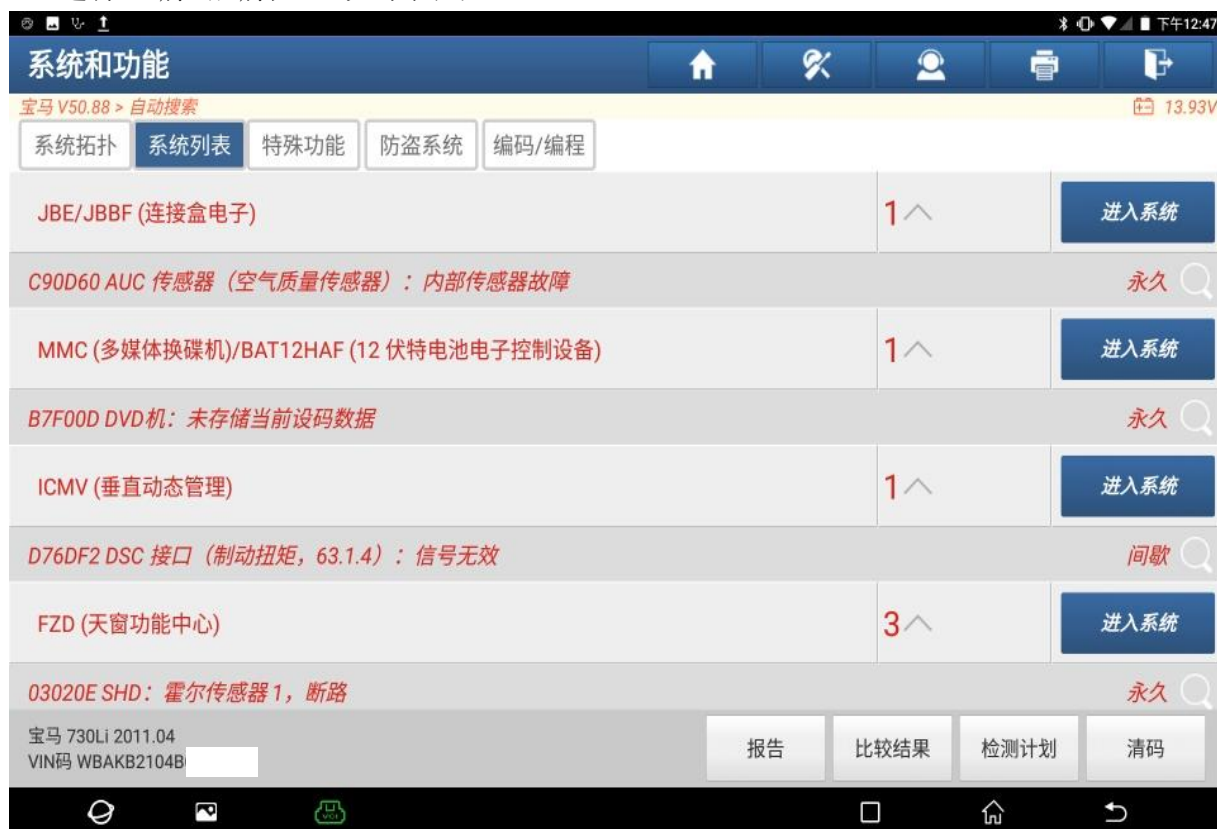 下午12:47
系统和功能
宝马 V50.88 > 自动搜索 13.93V
系统拓扑 系统列表 特殊功能 防盗系统 编码/编程
JBE/JBBF (连接盒电子) 1 进入系统
C90D60 AUC 传感器（空气质量传感器）：内部传感器故障 永久
MMC (多媒体换碟机)/BAT12HAF (12 伏特电池电子控制设备) 1 进入系统
B7F00D DVD机：未存储当前设码数据 永久
ICMV (垂直动态管理) 1 进入系统
D76DF2 DSC 接口（制动扭矩，63.1.4）：信号无效 间歇
FZD (天窗功能中心) 3 进入系统
03020E SHD：霍尔传感器 1，断路 永久
宝马 730Li 2011.04
VIN码 WBAKB2104B
报告 比较结果 检测计划 清码
VCI